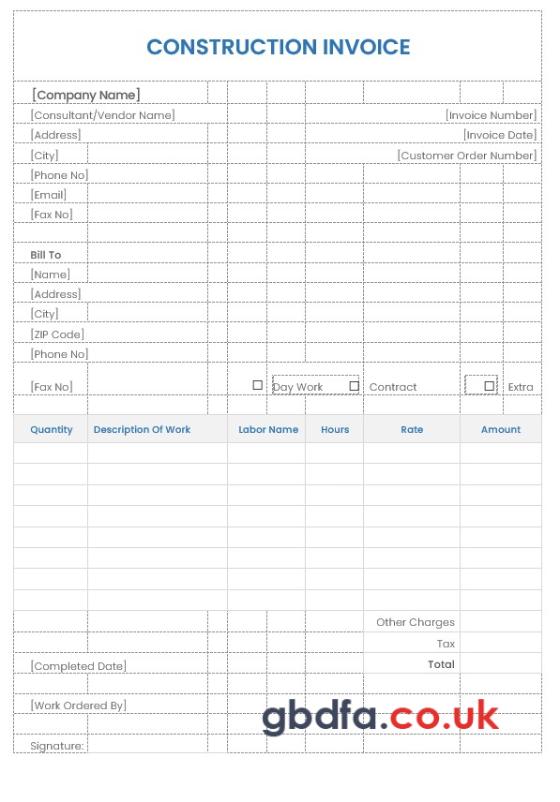 CONSTRUCTION INVOICE
[Company Name]
[Consultant/Vendor Name] [Invoice Number]
[Address] [Invoice Date]
[City] [Customer Order Number]
[Phone No]
[Email]
[Fax No]
Bill To
[Name]
[Address]
[City]
[ZIP Code]
[Phone No]
[Fax No] Day Work Contract Extra
Quantity Description Of Work Labor Name Hours Rate Amount
Other Charges
Tax
[Completed Date] Total
[Work Ordered By]
gbdfa.co.uk
Signature: